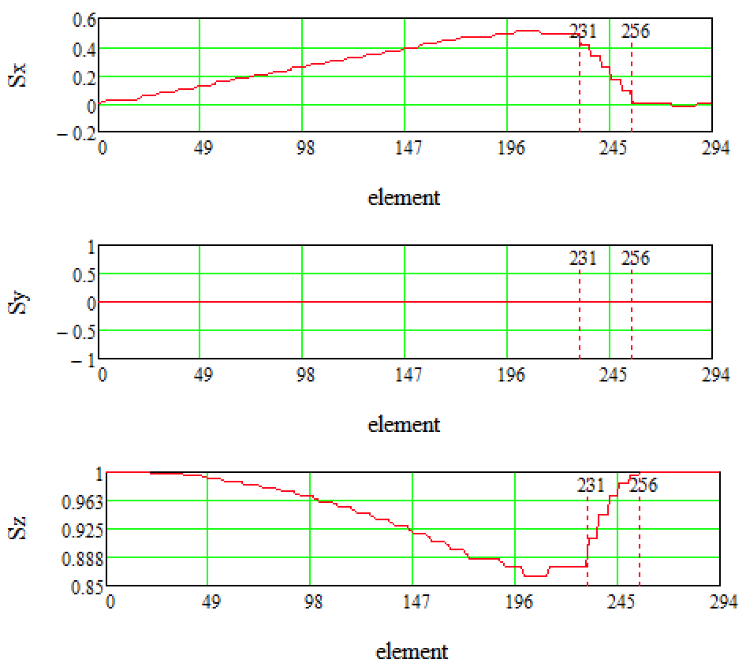 0.6
231 256
0.4
Sx
0.2
0
− 0.2
0 49 98 147 196 245 294
element
1
231 256
0.5
Sy
0
− 0.5
− 1
0 49 98 147 196 245 294
element
1
231 256
0.963
Sz
0.925
0.888
0.85
0 49 98 147 196 245 294
element